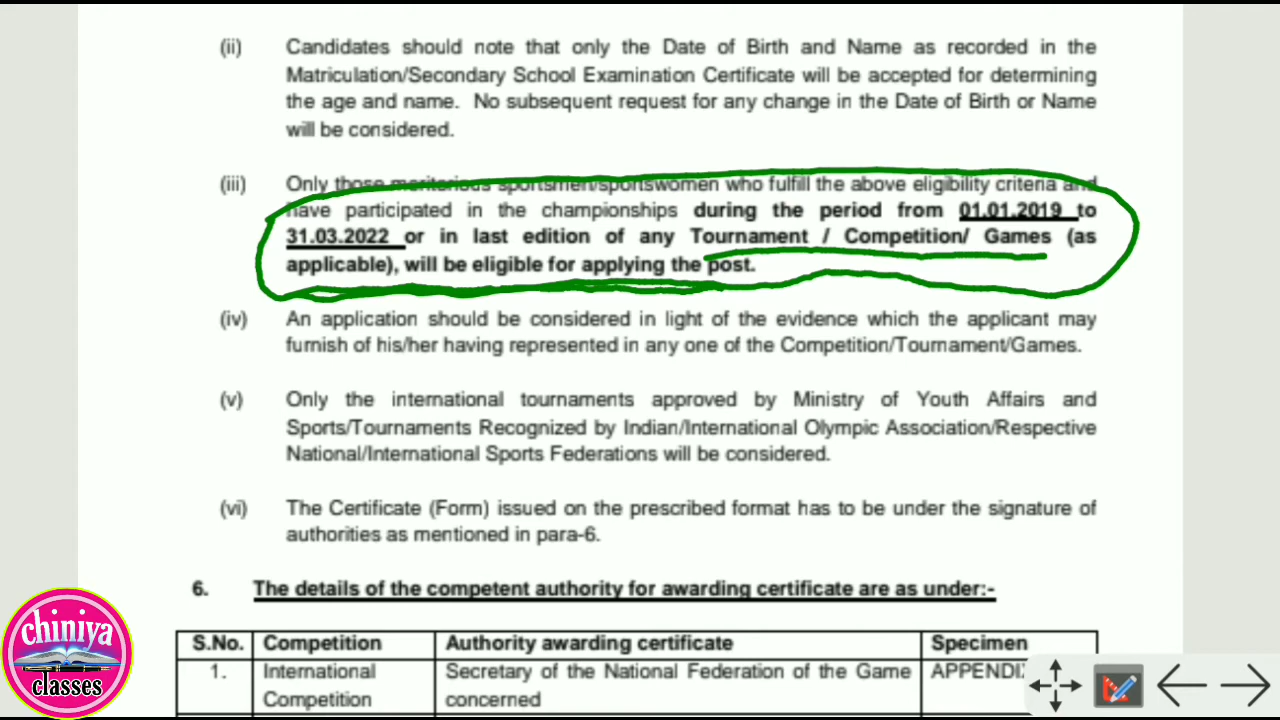 (ii) Candidates should note that only the Date of Birth and Name as recorded in the
Matriculation/Secondary School Examination Certificate will be accepted for determining
the age and name. No subsequent request for any change in the Date of Birth or Name
will be considered.
(iii) Only those meritorious sportsmen/sportswomen who fulfill the above eligibility criteria and
have participated in the championships during the period from 01.01.2019 to
31.03.2022 or in last edition of any Tournament / Competition/ Games (as
applicable), will be eligible for applying the post.
(iv) An application should be considered in light of the evidence which the applicant may
furnish of his/her having represented in any one of the Competition/Tournament/Games.
(v) Only the international tournaments approved by Ministry of Youth Affairs and
Sports/Tournaments Recognized by Indian/International Olympic Association/Respective
National/International Sports Federations will be considered.
(vi) The Certificate (Form) issued on the prescribed format has to be under the signature of
authorities as mentioned in para-6.
6. The details of the competent authority for awarding certificate are as under:-
S.No. Competition Authority awarding certificate Specimen
1. International Secretary of the National Federation of the Game APPENDI
Competition concerned
chiniya
classes